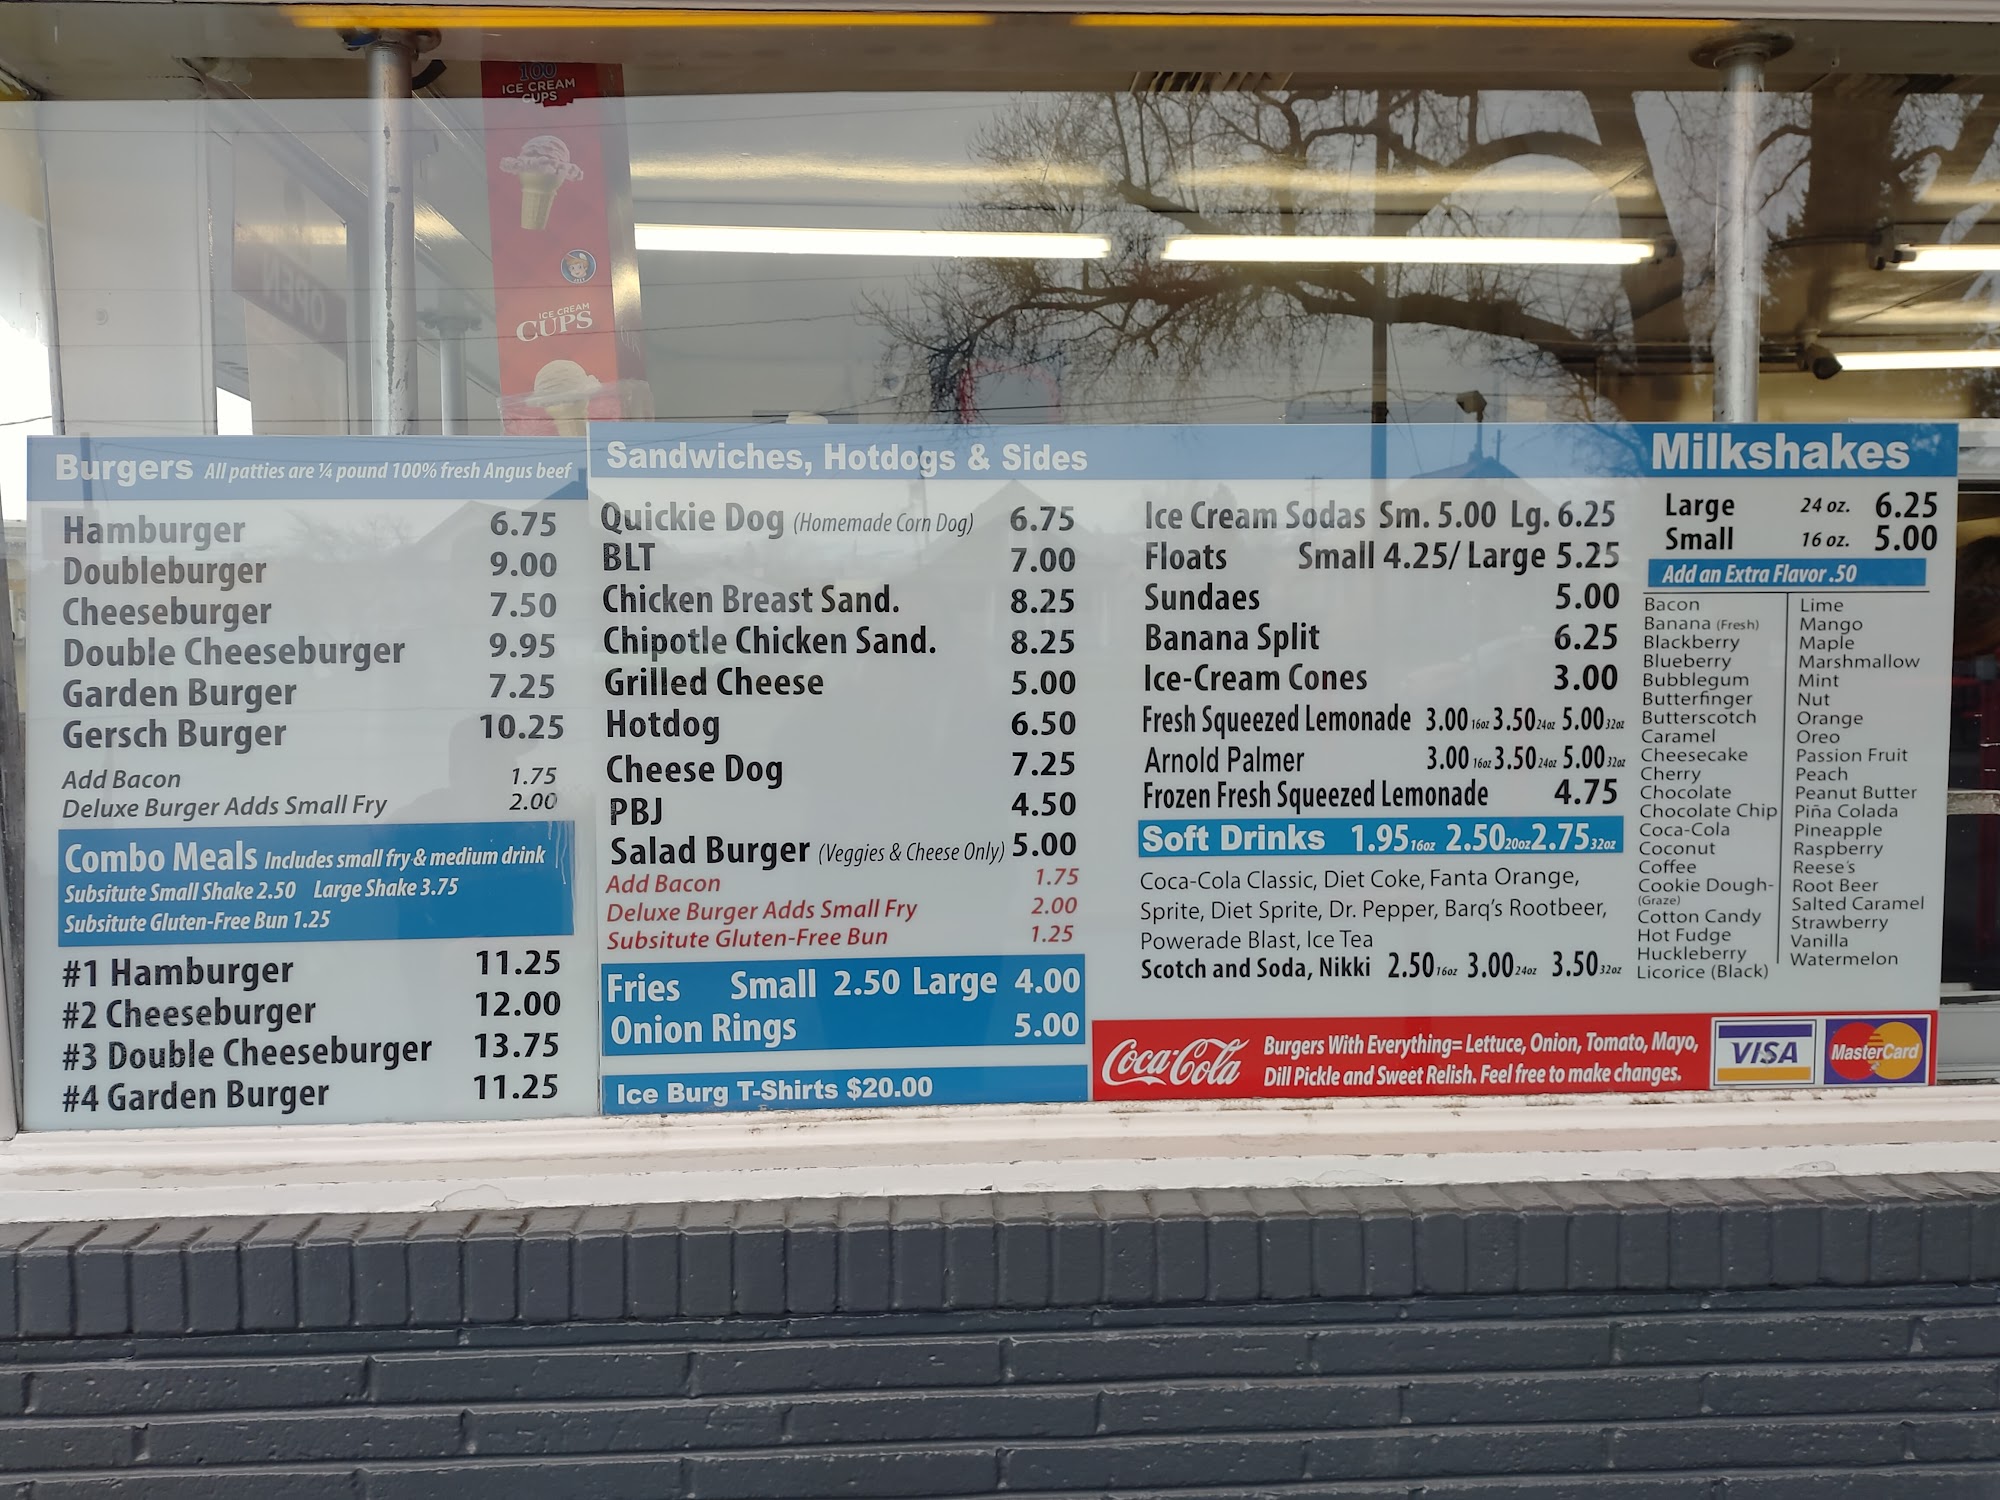 100
ICE CREAM
CUPS
OPEN
ICE CREAM
CUPS
Burgers All patties are ¼ pound 100% fresh Angus beef
Hamburger 6.75
Doubleburger 9.00
Cheeseburger 7.50
Double Cheeseburger 9.95
Garden Burger 7.25
Gersch Burger 10.25
Add Bacon 1.75
Deluxe Burger Adds Small Fry 2.00
Combo Meals Includes small fry & medium drink
Subsitute Small Shake 2.50 Large Shake 3.75
Subsitute Gluten-Free Bun 1.25
#1 Hamburger 11.25
#2 Cheeseburger 12.00
#3 Double Cheeseburger 13.75
#4 Garden Burger 11.25
Sandwiches, Hotdogs & Sides
Quickie Dog (Homemade Corn Dog) 6.75
BLT 7.00
Chicken Breast Sand. 8.25
Chipotle Chicken Sand. 8.25
Grilled Cheese 5.00
Hotdog 6.50
Cheese Dog 7.25
PBJ 4.50
Salad Burger (Veggies & Cheese Only) 5.00
Add Bacon 1.75
Deluxe Burger Adds Small Fry 2.00
Subsitute Gluten-Free Bun 1.25
Fries Small 2.50 Large 4.00
Onion Rings 5.00
Ice Burg T-Shirts $20.00
Ice Cream Sodas Sm. 5.00 Lg. 6.25
Floats Small 4.25/ Large 5.25
Sundaes 5.00
Banana Split 6.25
Ice-Cream Cones 3.00
Fresh Squeezed Lemonade 3.00 16oz 3.50 24oz 5.00 32oz
Arnold Palmer 3.00 16oz 3.50 24oz 5.00 32oz
Frozen Fresh Squeezed Lemonade 4.75
Soft Drinks 1.95 16oz 2.50 20oz 2.75 32oz
Coca-Cola Classic, Diet Coke, Fanta Orange,
Sprite, Diet Sprite, Dr. Pepper, Barq's Rootbeer,
Powerade Blast, Ice Tea
Scotch and Soda, Nikki 2.50 16oz 3.00 24oz 3.50 32oz
Milkshakes
Large 24 oz. 6.25
Small 16 oz. 5.00
Add an Extra Flavor .50
Bacon
Banana (Fresh)
Blackberry
Blueberry
Bubblegum
Butterfinger
Butterscotch
Caramel
Cheesecake
Cherry
Chocolate
Chocolate Chip
Coca-Cola
Coconut
Coffee
Cookie Dough-
(Graze)
Cotton Candy
Hot Fudge
Huckleberry
Licorice (Black)
Lime
Mango
Maple
Marshmallow
Mint
Nut
Orange
Oreo
Passion Fruit
Peach
Peanut Butter
Piña Colada
Pineapple
Raspberry
Reese's
Root Beer
Salted Caramel
Strawberry
Vanilla
Watermelon
Coca-Cola
Burgers With Everything= Lettuce, Onion, Tomato, Mayo,
Dill Pickle and Sweet Relish. Feel free to make changes.
VISA
MasterCard